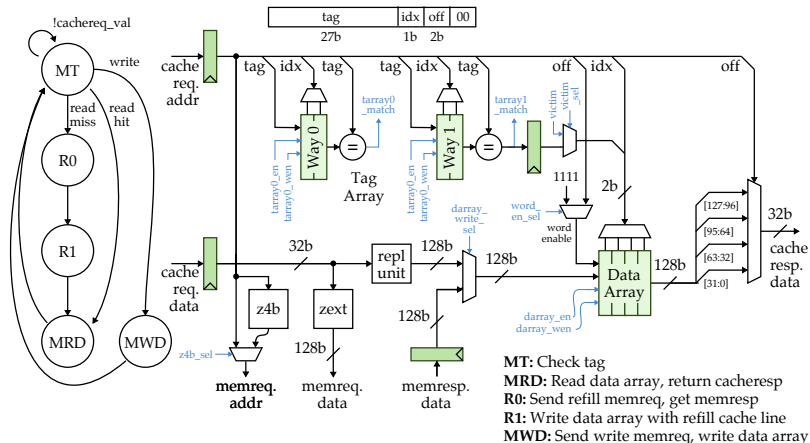 !cachereq_val
MT
write
read
miss
read
hit
R0
R1
MRD
MWD
tag
idx
off
00
27b
1b
2b
cache
req.
addr
tag
idx
tag
tag
idx
tag
off
idx
off
Way 0
=
tarray0
_match
tarray0_en
tarray0_wen
Tag
Array
Way 1
=
tarray1
_match
tarray0_en
tarray0_wen
victim
victim
_sel
1111
word_
en_sel
word
enable
2b
cache
req.
data
32b
repl
unit
128b
darray_
write_
sel
128b
Data
Array
128b
darray_en
darray_wen
[127:96]
[95:64]
[63:32]
[31:0]
32b
cache
resp.
data
z4b
zext
z4b_sel
128b
128b
memreq.
addr
memreq.
data
memresp.
data
MT: Check tag
MRD: Read data array, return cacheresp
R0: Send refill memreq, get memresp
R1: Write data array with refill cache line
MWD: Send write memreq, write data array